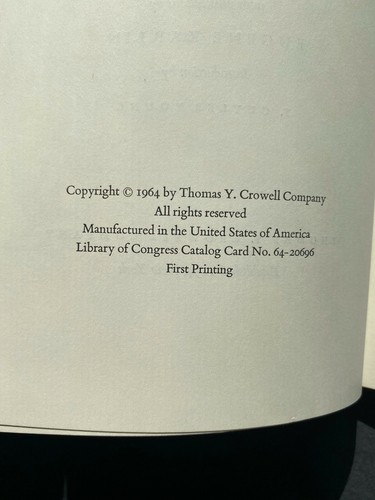 Copyright © 1964 by Thomas Y. Crowell Company
All rights reserved
Manufactured in the United States of America
Library of Congress Catalog Card No. 64-20696
First Printing